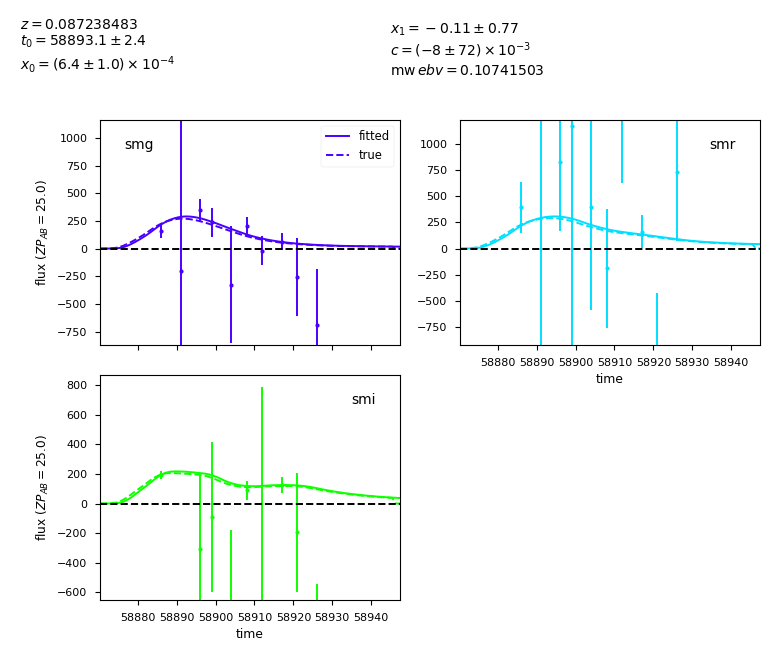 z = 0.087238483
t₀ = 58893.1 ± 2.4
x₀ = (6.4 ± 1.0) × 10⁻⁴
x₁ = −0.11 ± 0.77
c = (−8 ± 72) × 10⁻³
mw ebv = 0.10741503
smg
fitted
true
1000
750
500
250
0
−250
−500
−750
flux (ZP_AB = 25.0)
smr
1000
750
500
250
0
−250
−500
−750
58880 58890 58900 58910 58920 58930 58940
time
smi
800
600
400
200
0
−200
−400
−600
flux (ZP_AB = 25.0)
58880 58890 58900 58910 58920 58930 58940
time